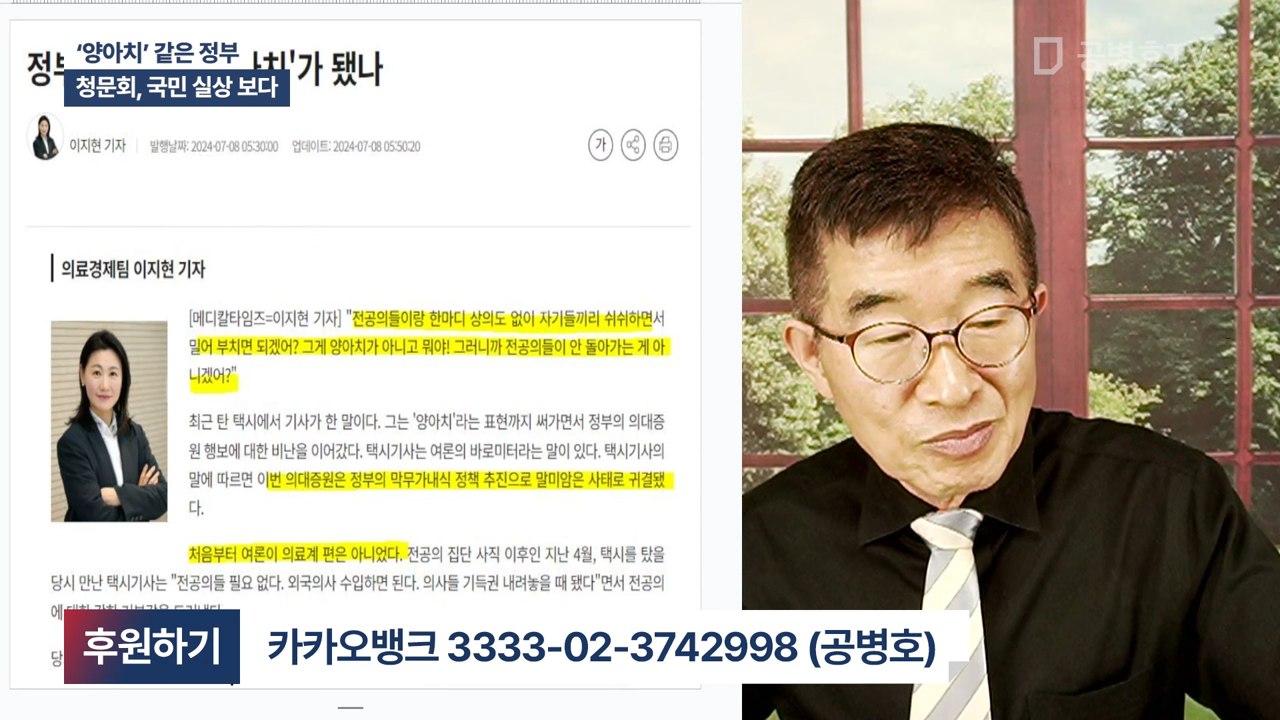 ‘양아치’ 같은 정부
청문회, 국민 실상 보다
정부 아치'가 됐나
이지현 기자
발행날짜: 2024-07-08 05:30:00 업데이트: 2024-07-08 05:50:20
가
공병호TV
의료경제팀 이지현 기자
[메디칼타임즈=이지현 기자] "전공의들이랑 한마디 상의도 없이 자기들끼리 쉬쉬하면서
밀어 부치면 되겠어? 그게 양아치가 아니고 뭐야! 그러니까 전공의들이 안 돌아가는 게 아
니겠어?"
최근 탄 택시에서 기사가 한 말이다. 그는 '양아치'라는 표현까지 써가면서 정부의 의대증
원 행보에 대한 비난을 이어갔다. 택시기사는 여론의 바로미터라는 말이 있다. 택시기사의
말에 따르면 이번 의대증원은 정부의 막무가내식 정책 추진으로 말미암은 사태로 귀결됐
다.
처음부터 여론이 의료계 편은 아니었다. 전공의 집단 사직 이후인 지난 4월, 택시를 탔을
당시 만난 택시기사는 "전공의들 필요 없다. 외국의사 수입하면 된다. 의사들 기득권 내려놓을 때 됐다"면서 전공의
에
당
후원하기
카카오뱅크 3333-02-3742998 (공병호)